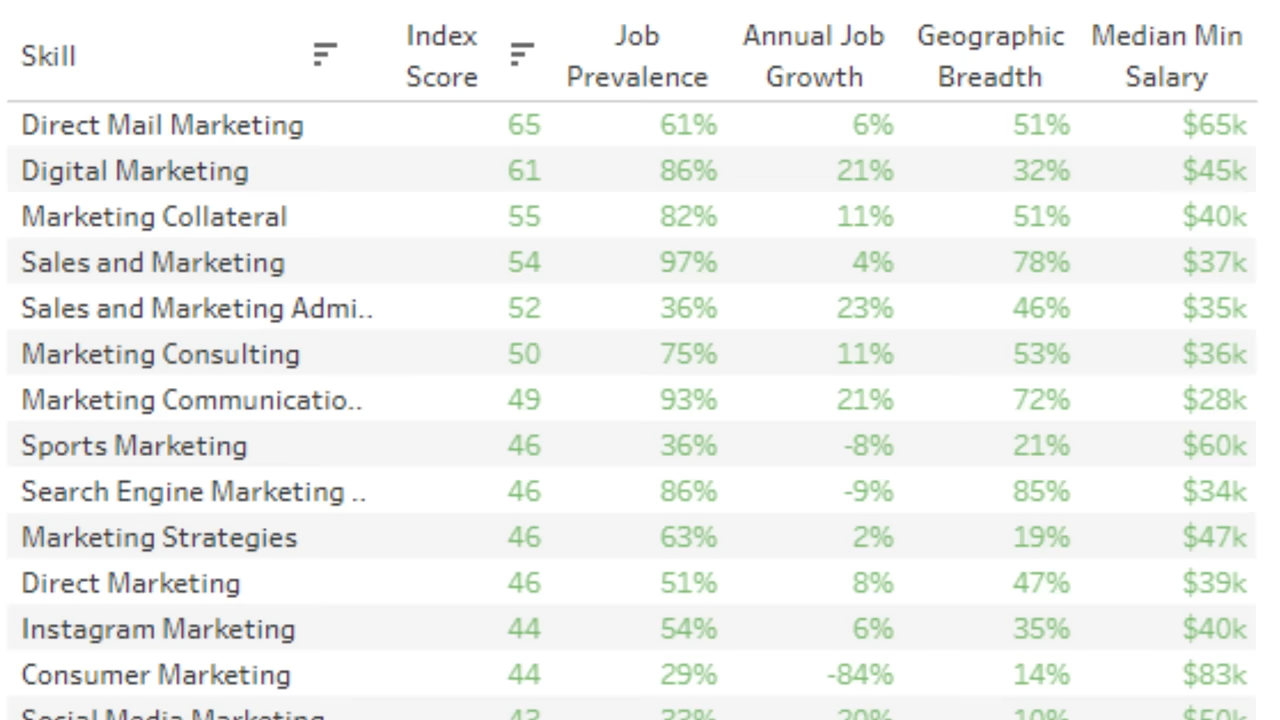 Skill Index Score Job Prevalence Annual Job Growth Geographic Breadth Median Min Salary
Direct Mail Marketing 65 61% 6% 51% $65k
Digital Marketing 61 86% 21% 32% $45k
Marketing Collateral 55 82% 11% 51% $40k
Sales and Marketing 54 97% 4% 78% $37k
Sales and Marketing Admi.. 52 36% 23% 46% $35k
Marketing Consulting 50 75% 11% 53% $36k
Marketing Communicatio.. 49 93% 21% 72% $28k
Sports Marketing 46 36% -8% 21% $60k
Search Engine Marketing .. 46 86% -9% 85% $34k
Marketing Strategies 46 63% 2% 19% $47k
Direct Marketing 46 51% 8% 47% $39k
Instagram Marketing 44 54% 6% 35% $40k
Consumer Marketing 44 29% -84% 14% $83k
Social Media Marketing